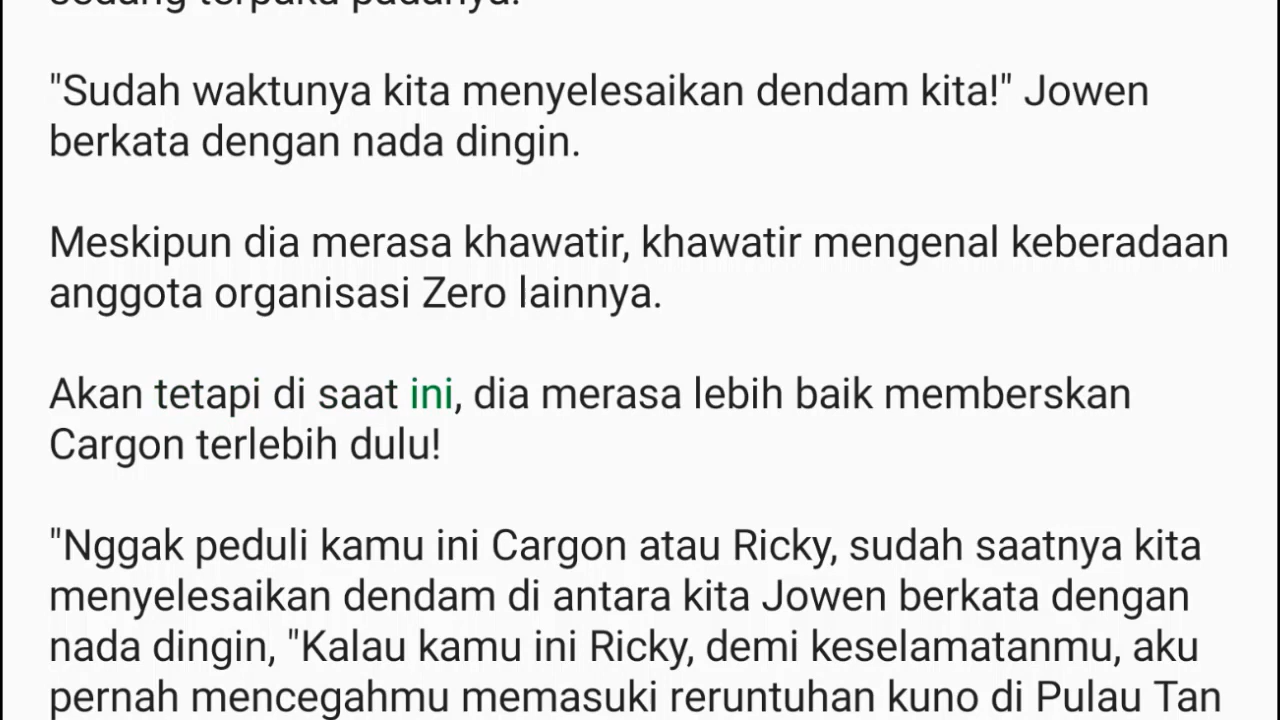 sedang terpaku padanya.
"Sudah waktunya kita menyelesaikan dendam kita!" Jowen
berkata dengan nada dingin.
Meskipun dia merasa khawatir, khawatir mengenal keberadaan
anggota organisasi Zero lainnya.
Akan tetapi di saat ini, dia merasa lebih baik memberskan
Cargon terlebih dulu!
"Nggak peduli kamu ini Cargon atau Ricky, sudah saatnya kita
menyelesaikan dendam di antara kita Jowen berkata dengan
nada dingin, "Kalau kamu ini Ricky, demi keselamatanmu, aku
pernah mencegahmu memasuki reruntuhan kuno di Pulau Tan